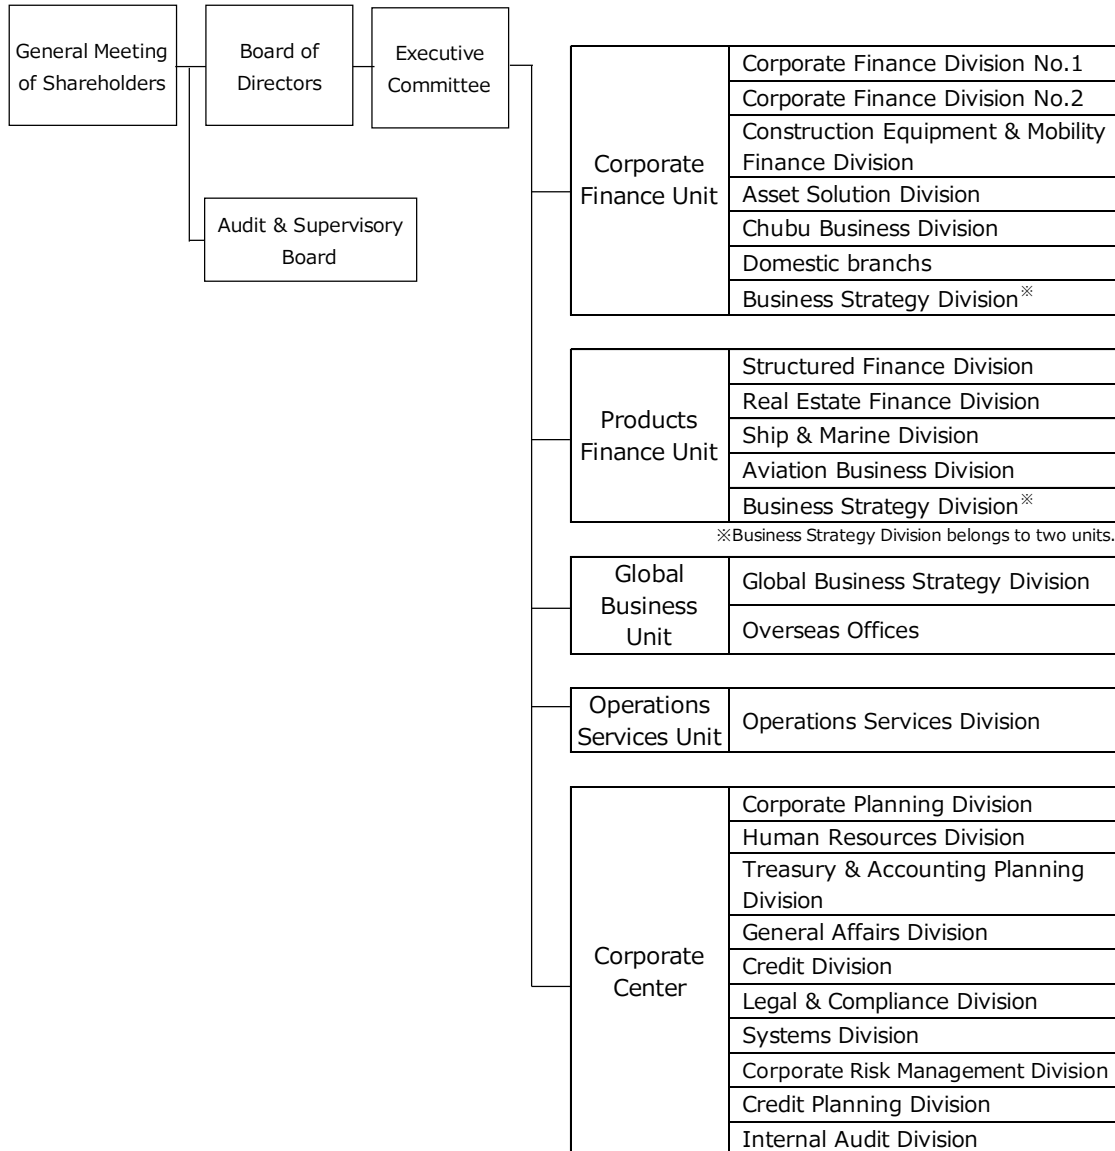 General Meeting
of Shareholders
Board of
Directors
Executive
Committee
Audit & Supervisory
Board
Corporate
Finance Unit
Corporate Finance Division No.1
Corporate Finance Division No.2
Construction Equipment & Mobility
Finance Division
Asset Solution Division
Chubu Business Division
Domestic branchs
Business Strategy Division※
Products
Finance Unit
Structured Finance Division
Real Estate Finance Division
Ship & Marine Division
Aviation Business Division
Business Strategy Division※
※Business Strategy Division belongs to two units.
Global
Business
Unit
Global Business Strategy Division
Overseas Offices
Operations
Services Unit
Operations Services Division
Corporate
Center
Corporate Planning Division
Human Resources Division
Treasury & Accounting Planning
Division
General Affairs Division
Credit Division
Legal & Compliance Division
Systems Division
Corporate Risk Management Division
Credit Planning Division
Internal Audit Division